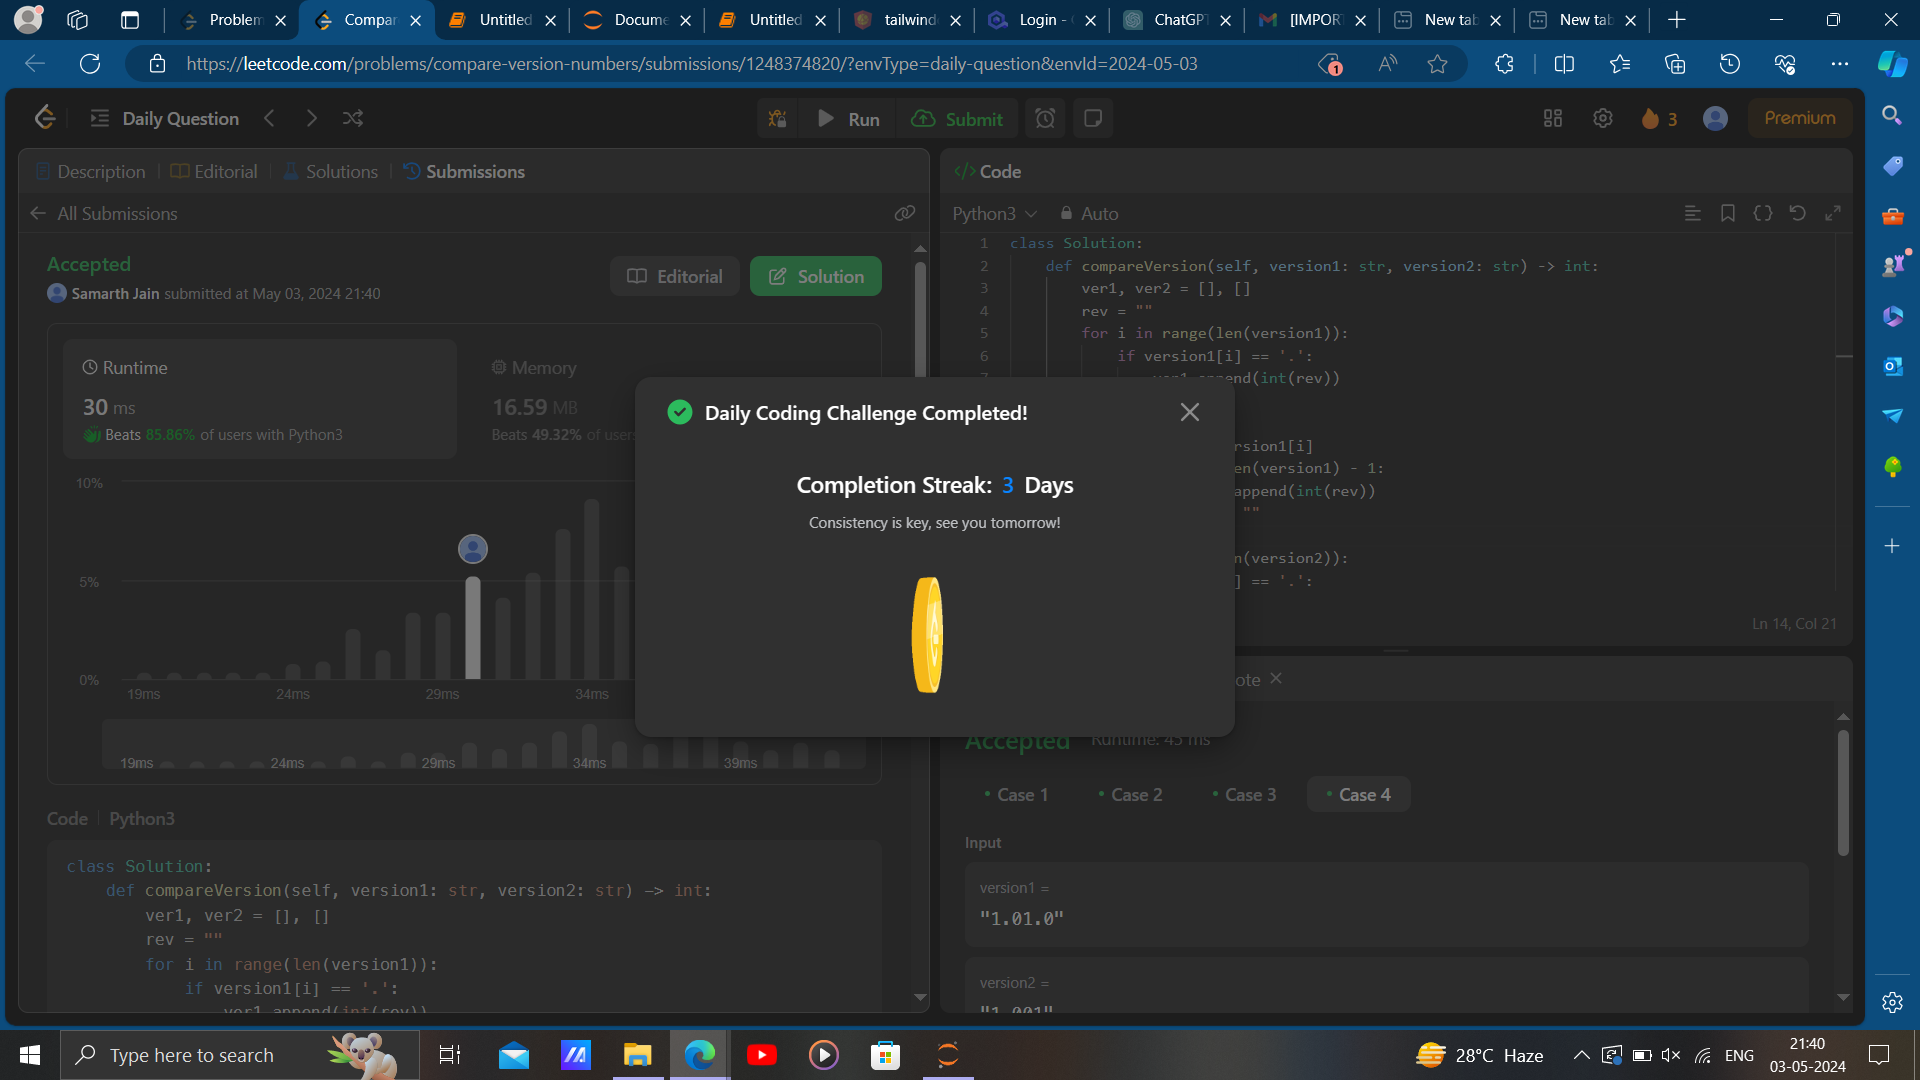 Problem
Compar
Untitled
Docume
Untitled
tailwind
Login -
ChatGPT
[IMPOR
New tab
New tab
https://leetcode.com/problems/compare-version-numbers/submissions/1248374820/?envType=daily-question&envId=2024-05-03
1
Daily Question
Run
Submit
3
Premium
Description
Editorial
Solutions
Submissions
All Submissions
Accepted
Samarth Jain submitted at May 03, 2024 21:40
Editorial
Solution
Runtime
30 ms
Beats 85.86% of users with Python3
Memory
16.59 MB
Beats 49.32% of users
10%
5%
0%
19ms 24ms 29ms 34ms
19ms 24ms 29ms 34ms 39ms
Code Python3
class Solution:
def compareVersion(self, version1: str, version2: str) -> int:
ver1, ver2 = [], []
rev = ""
for i in range(len(version1)):
if version1[i] == '.':
ver1.append(int(rev))
Daily Coding Challenge Completed!
Completion Streak: 3 Days
Consistency is key, see you tomorrow!
</> Code
Python3
Auto
1 class Solution:
2 def compareVersion(self, version1: str, version2: str) -> int:
3 ver1, ver2 = [], []
4 rev = ""
5 for i in range(len(version1)):
6 if version1[i] == '.':
7 ver1.append(int(rev))
rsion1[i]
en(version1) - 1:
append(int(rev))
""
n(version2)):
] == '.':
Ln 14, Col 21
ote
Accepted Runtime: 45 ms
Case 1
Case 2
Case 3
Case 4
Input
version1 =
"1.01.0"
version2 =
"1.001"
Type here to search
28°C Haze
ENG
21:40
03-05-2024